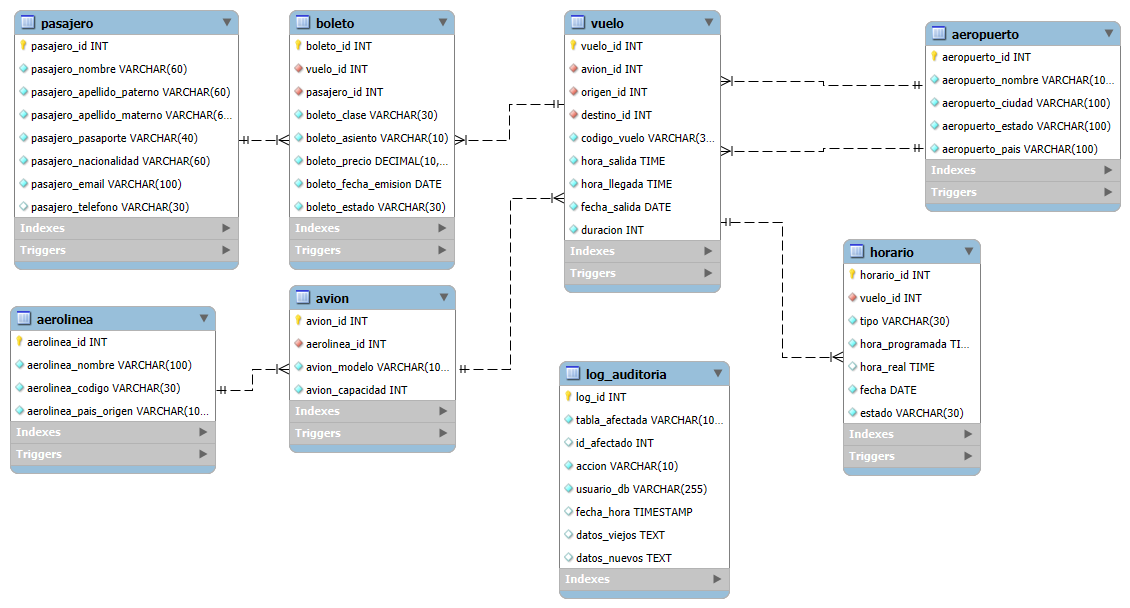 pasajero
pasajero_id INT
pasajero_nombre VARCHAR(60)
pasajero_apellido_paterno VARCHAR(60)
pasajero_apellido_materno VARCHAR(6...
pasajero_pasaporte VARCHAR(40)
pasajero_nacionalidad VARCHAR(60)
pasajero_email VARCHAR(100)
pasajero_telefono VARCHAR(30)
Indexes
Triggers
boleto
boleto_id INT
vuelo_id INT
pasajero_id INT
boleto_clase VARCHAR(30)
boleto_asiento VARCHAR(10)
boleto_precio DECIMAL(10,...
boleto_fecha_emision DATE
boleto_estado VARCHAR(30)
Indexes
Triggers
vuelo
vuelo_id INT
avion_id INT
origen_id INT
destino_id INT
codigo_vuelo VARCHAR(3...
hora_salida TIME
hora_llegada TIME
fecha_salida DATE
duracion INT
Indexes
Triggers
aeropuerto
aeropuerto_id INT
aeropuerto_nombre VARCHAR(10...
aeropuerto_ciudad VARCHAR(100)
aeropuerto_estado VARCHAR(100)
aeropuerto_pais VARCHAR(100)
Indexes
Triggers
aerolinea
aerolinea_id INT
aerolinea_nombre VARCHAR(100)
aerolinea_codigo VARCHAR(30)
aerolinea_pais_origen VARCHAR(10...
Indexes
Triggers
avion
avion_id INT
aerolinea_id INT
avion_modelo VARCHAR(10...
avion_capacidad INT
Indexes
Triggers
log_auditoria
log_id INT
tabla_afectada VARCHAR(10...
id_afectado INT
accion VARCHAR(10)
usuario_db VARCHAR(255)
fecha_hora TIMESTAMP
datos_viejos TEXT
datos_nuevos TEXT
Indexes
horario
horario_id INT
vuelo_id INT
tipo VARCHAR(30)
hora_programada TI...
hora_real TIME
fecha DATE
estado VARCHAR(30)
Indexes
Triggers